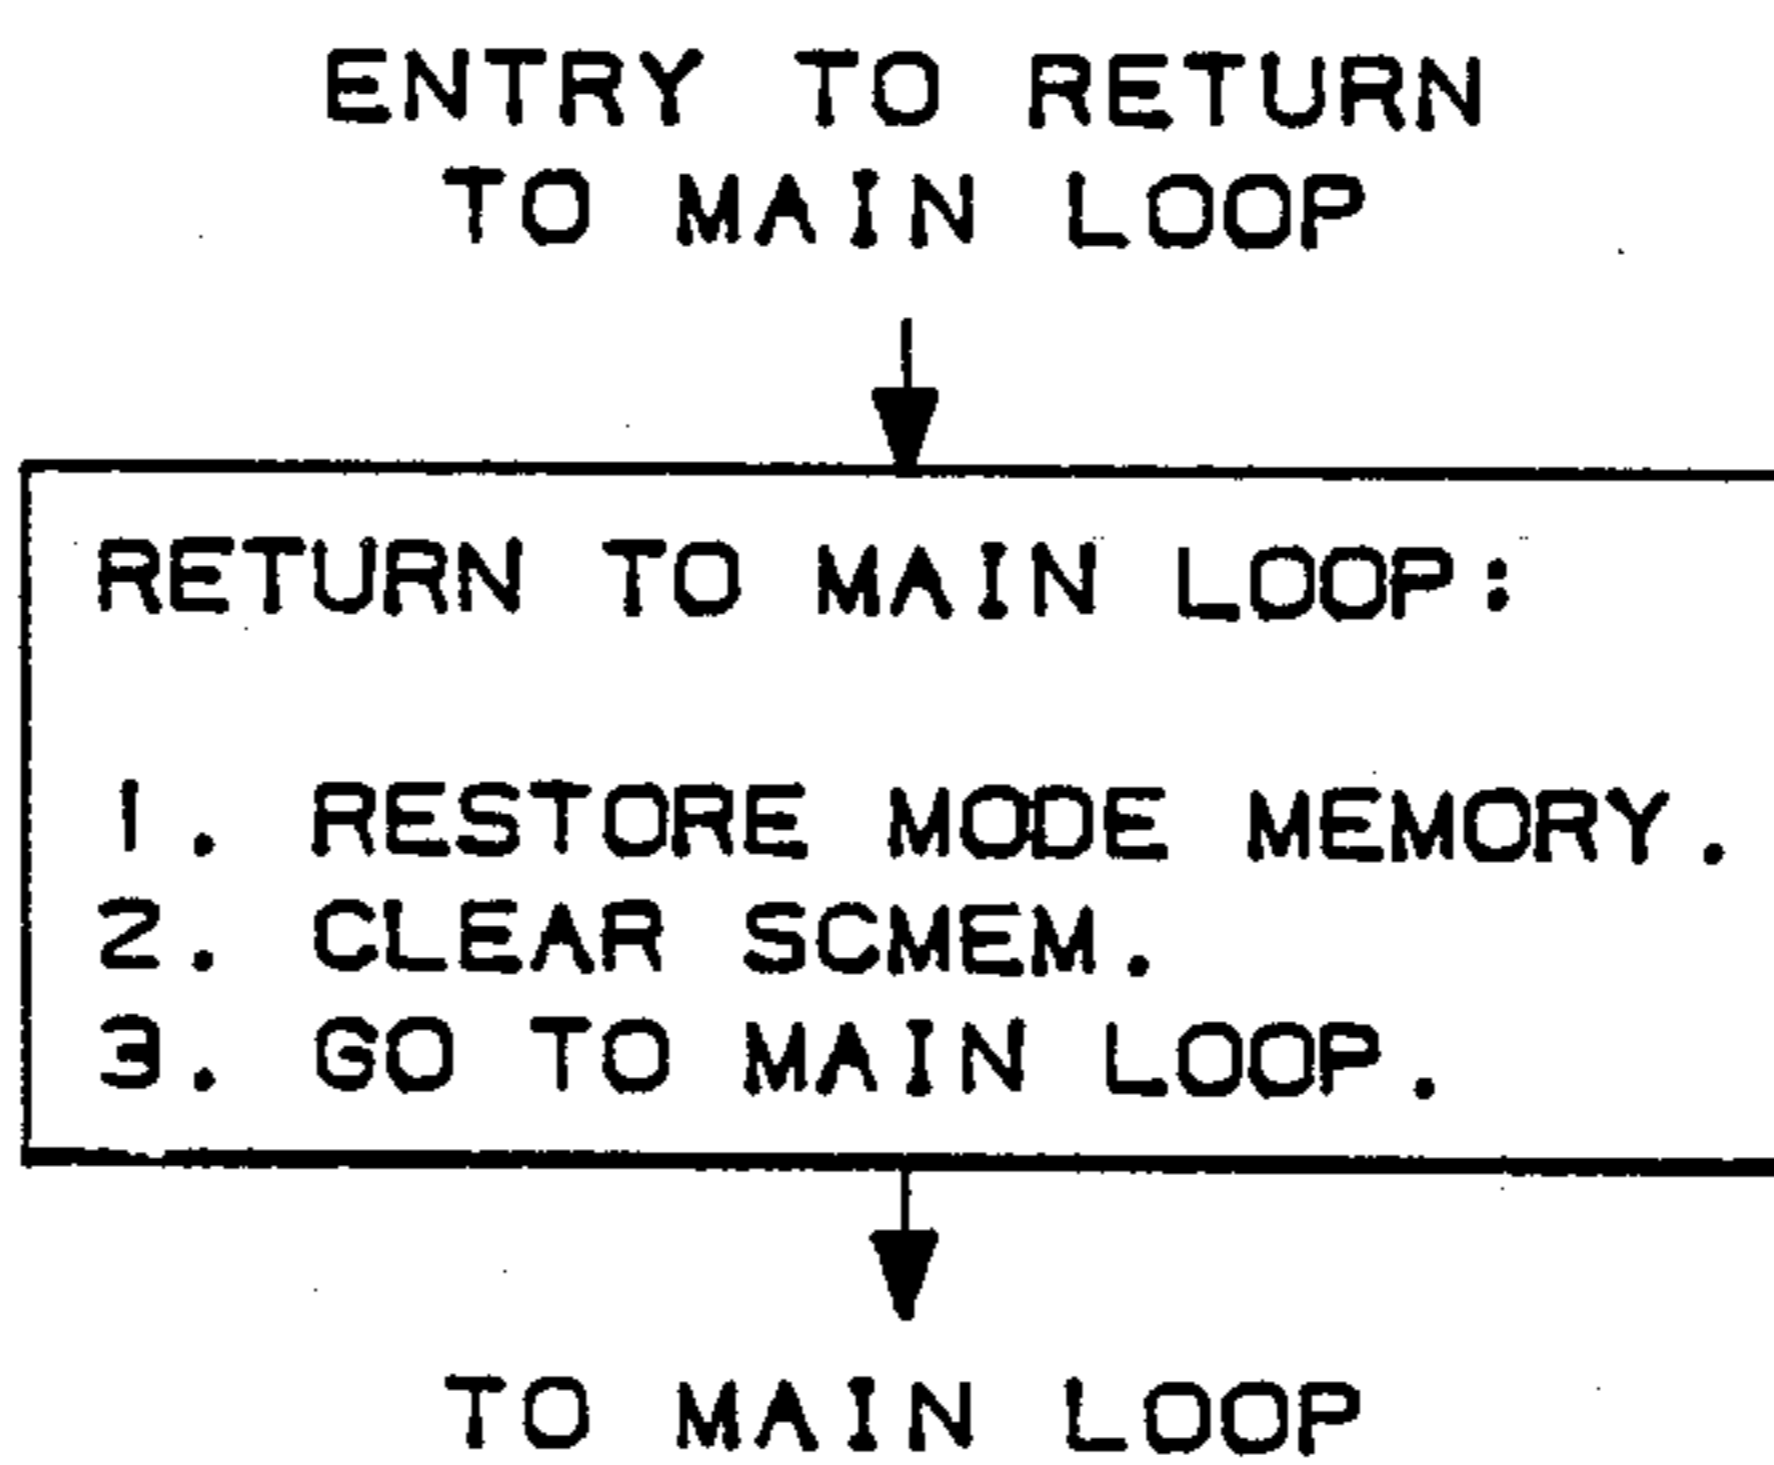 ENTRY TO RETURN
TO MAIN LOOP
RETURN TO MAIN LOOP:
1. RESTORE MODE MEMORY.
2. CLEAR SCMEM.
3. GO TO MAIN LOOP.
TO MAIN LOOP